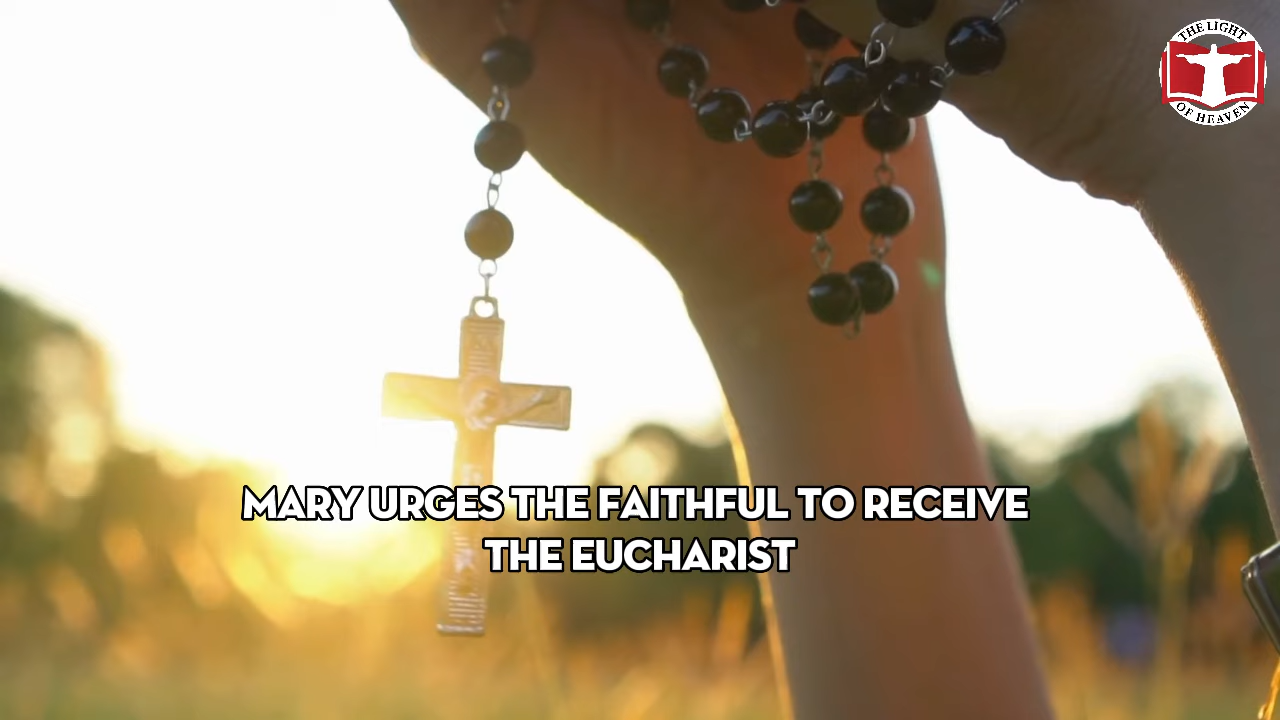 THE LIGHT
OF HEAVEN
MARY URGES THE FAITHFUL TO RECEIVE
THE EUCHARIST